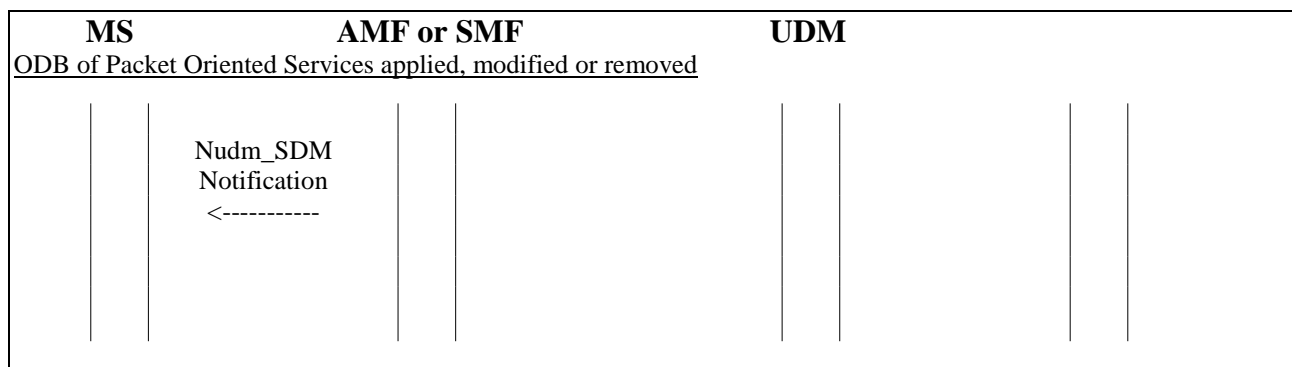 MS AMF or SMF UDM
ODB of Packet Oriented Services applied, modified or removed
Nudm_SDM
Notification
<-----------